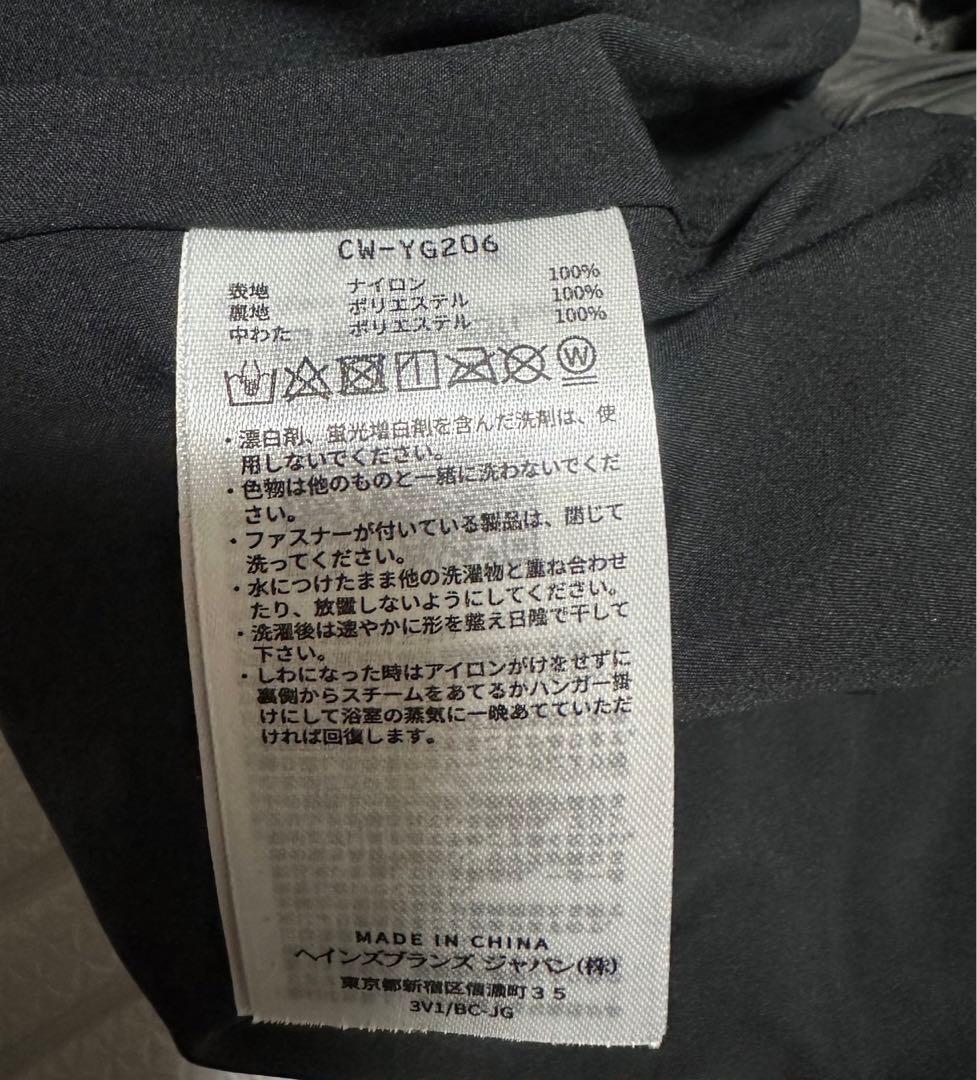 CW-YG206
表地 ナイロン 100%
裏地 ポリエステル 100%
中わた ポリエステル 100%
W
・漂白剤、蛍光増白剤を含んだ洗剤は、使
用しないでください。
・色物は他のものと一緒に洗わないでくだ
さい。
・ファスナーが付いている製品は、閉じて
洗ってください。
・水につけたまま他の洗濯物と重ね合わせ
たり、放置しないようにしてください。
・洗濯後は速やかに形を整え日陰で干して
下さい。
・しわになった時はアイロンがけをせずに
裏側からスチームをあてるかハンガー掛
けにして浴室の蒸気に一晩あてていただ
ければ回復します。
MADE IN CHINA
ヘインズブランズ ジャパン(株)
東京都新宿区信濃町35
3V1/BC-JG